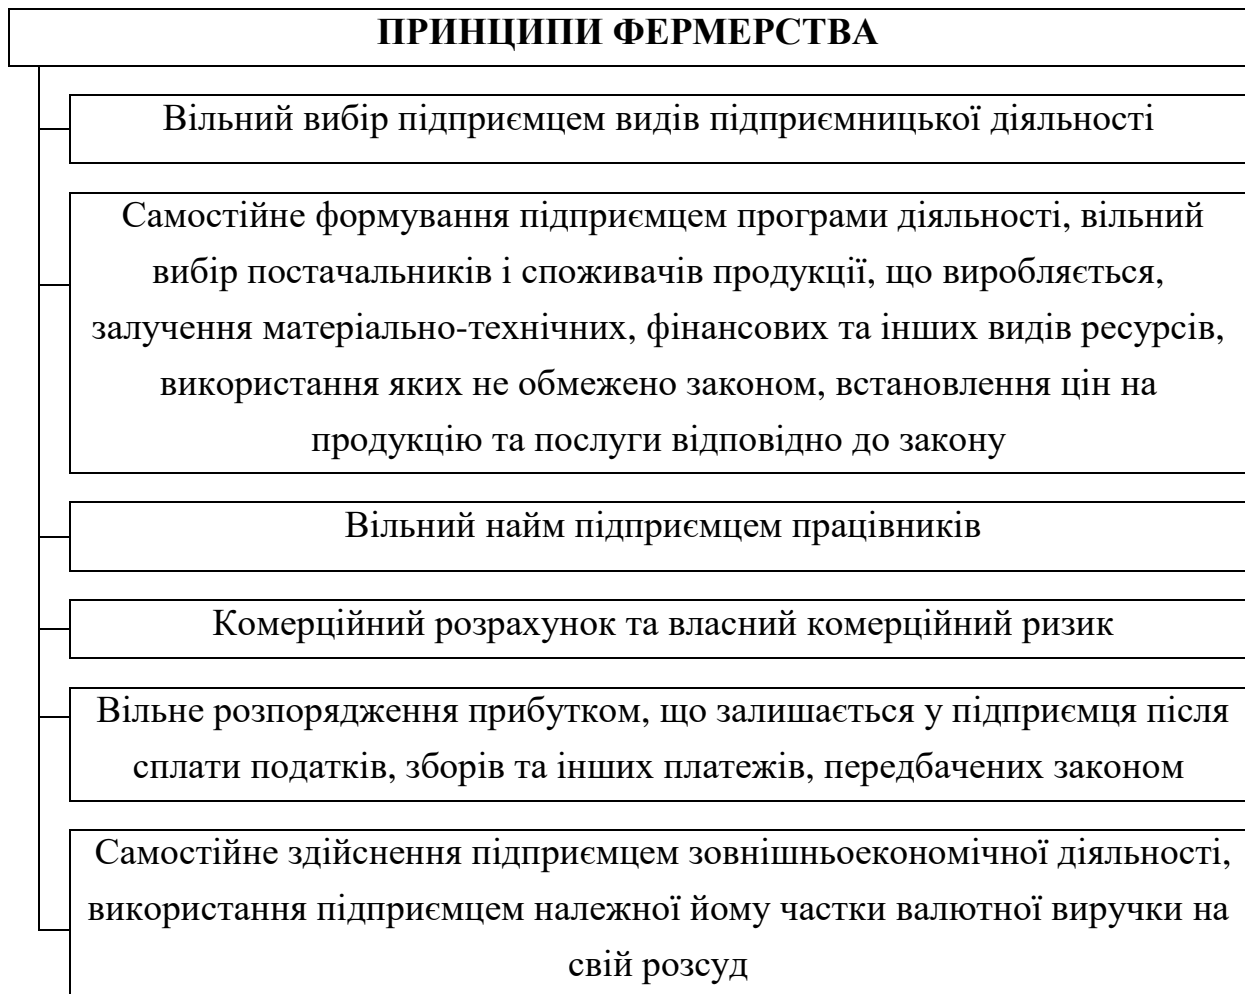 ПРИНЦИПИ ФЕРМЕРСТВА
Вільний вибір підприємцем видів підприємницької діяльності
Самостійне формування підприємцем програми діяльності, вільний
вибір постачальників і споживачів продукції, що виробляється,
залучення матеріально-технічних, фінансових та інших видів ресурсів,
використання яких не обмежено законом, встановлення цін на
продукцію та послуги відповідно до закону
Вільний найм підприємцем працівників
Комерційний розрахунок та власний комерційний ризик
Вільне розпорядження прибутком, що залишається у підприємця після
сплати податків, зборів та інших платежів, передбачених законом
Самостійне здійснення підприємцем зовнішньоекономічної діяльності,
використання підприємцем належної йому частки валютної виручки на
свій розсуд